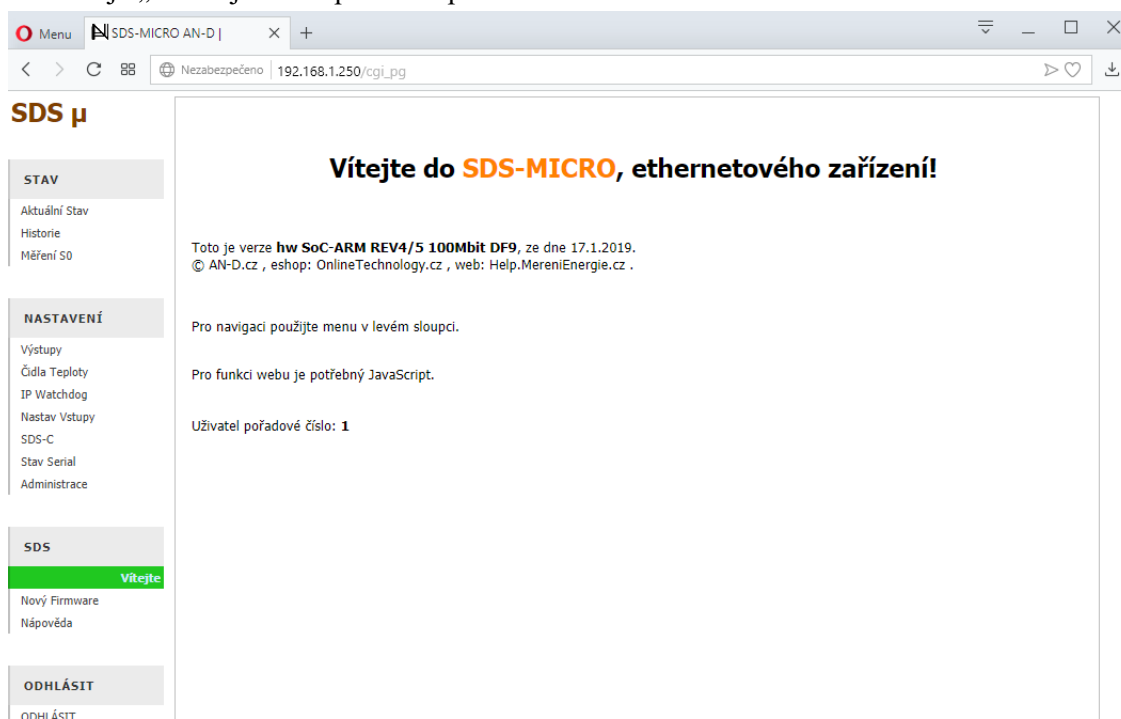 Menu
SDS-MICRO AN-D |
Nezabezpečeno 192.168.1.250/cgi_pg
SDS µ
STAV
Aktuální Stav
Historie
Měření S0
NASTAVENÍ
Výstupy
Čidla Teploty
IP Watchdog
Nastav Vstupy
SDS-C
Stav Serial
Administrace
SDS
Vítejte
Nový Firmware
Nápověda
ODHLÁSIT
ODHLÁSIT
Vítejte do SDS-MICRO, ethernetového zařízení!
Toto je verze hw SoC-ARM REV4/5 100Mbit DF9, ze dne 17.1.2019.
© AN-D.cz , eshop: OnlineTechnology.cz , web: Help.MereniEnergie.cz .
Pro navigaci použijte menu v levém sloupci.
Pro funkci webu je potřebný JavaScript.
Uživatel pořadové číslo: 1